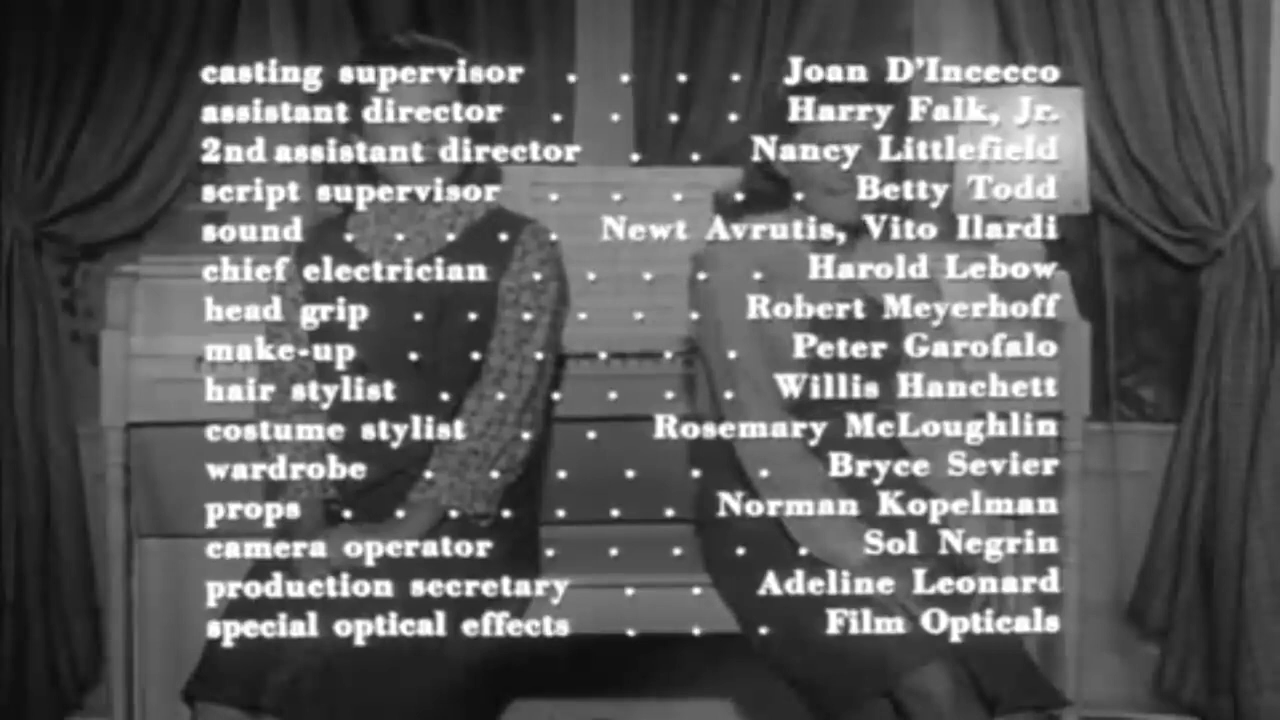 casting supervisor . . . . Joan D'Incecco
assistant director . . . . Harry Falk, Jr.
2nd assistant director . . Nancy Littlefield
script supervisor . . . . . Betty Todd
sound . . . . . Newt Avrutis, Vito Ilardi
chief electrician . . . . . Harold Lebow
head grip . . . . . . Robert Meyerhoff
make-up . . . . . . Peter Garofalo
hair stylist . . . . . . Willis Hanchett
costume stylist . . Rosemary McLoughlin
wardrobe . . . . . . Bryce Sevier
props . . . . . . . Norman Kopelman
camera operator . . . . . Sol Negrin
production secretary . . Adeline Leonard
special optical effects . . . Film Opticals